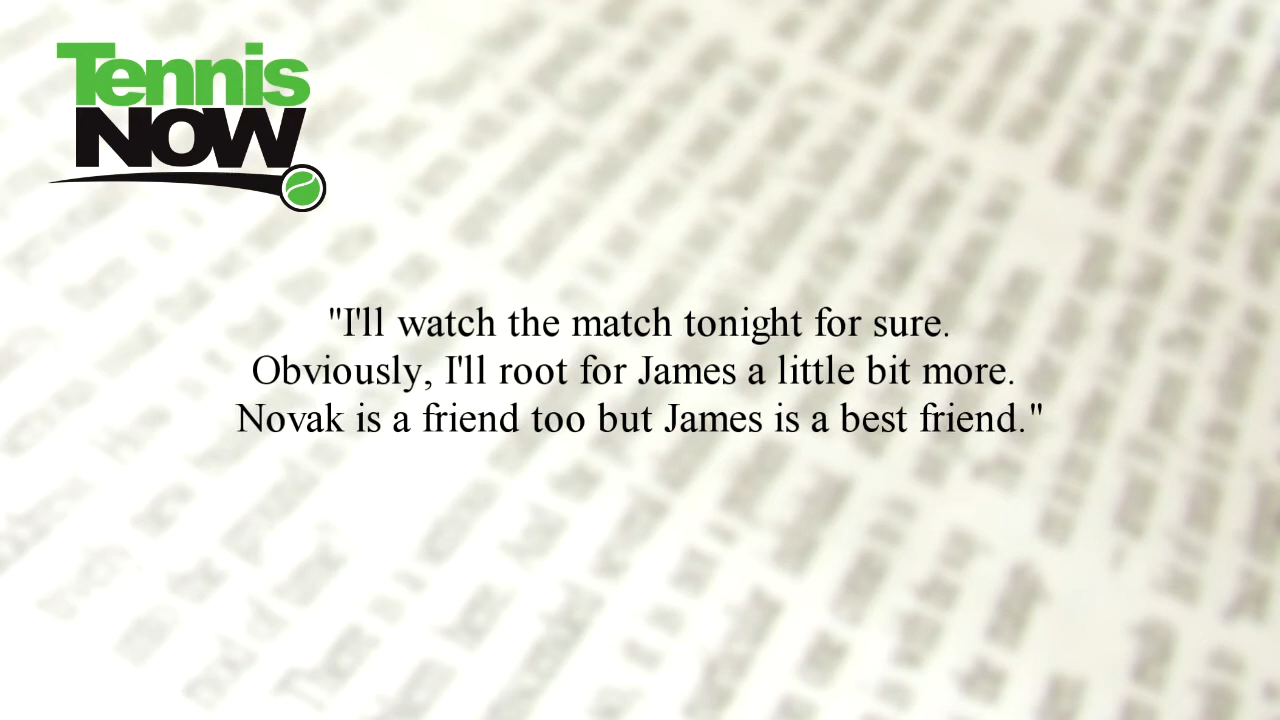 Tennis
NOW
"I'll watch the match tonight for sure.
Obviously, I'll root for James a little bit more.
Novak is a friend too but James is a best friend."